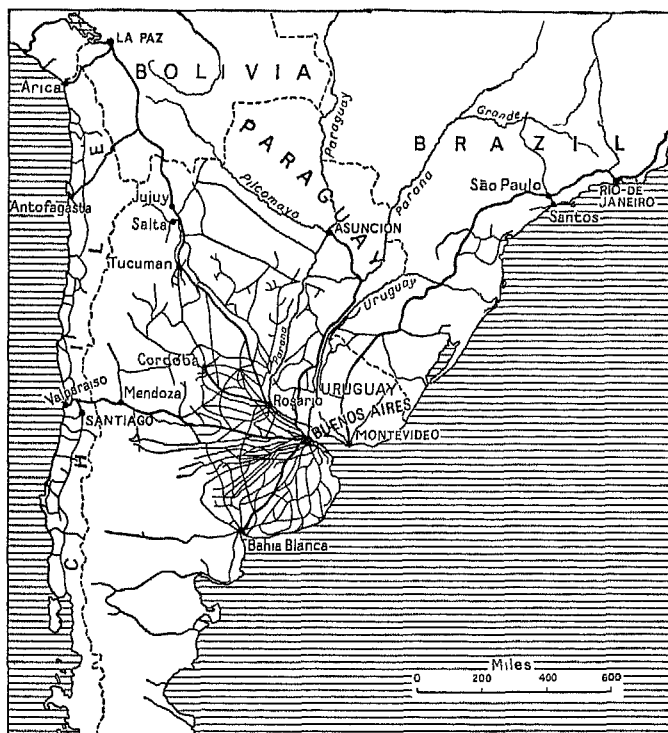 LA PAZ
BOLIVIA
Arica
PARAGUAY
Paraguay
Grande
BRAZIL
Parana
Pilcomayo
São Paulo
RIO-DE
JANEIRO
Santos
Antofagasta
Jujuy
Salta
ASUNCIÓN
Tucuman
Uruguay
Parana
CHILE
Cordoba
Valparaiso
Mendoza
Rosario
URUGUAY
SANTIAGO
BUENOS AIRES
MONTEVIDEO
Bahia Blanca
Miles
0 200 400 600